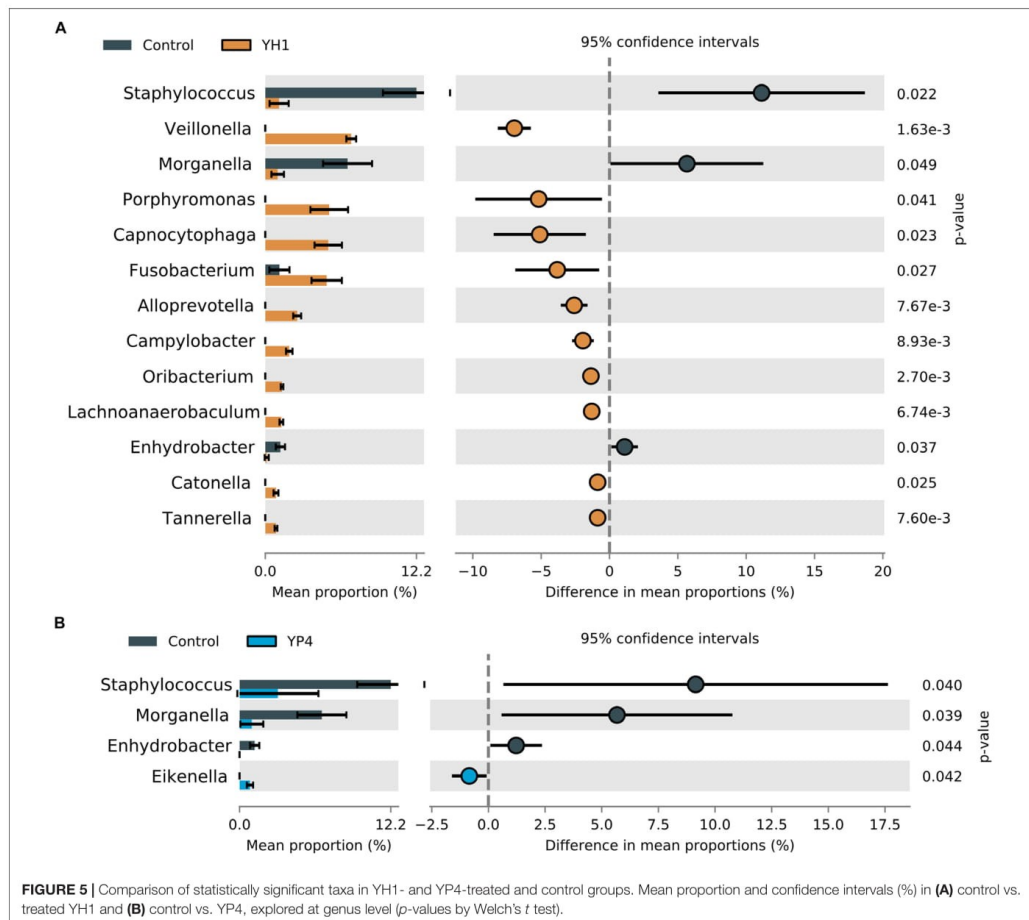 A
Control YH1
95% confidence intervals
Staphylococcus 0.022
Veillonella 1.63e-3
Morganella 0.049
Porphyromonas 0.041
Capnocytophaga 0.023
Fusobacterium 0.027
Alloprevotella 7.67e-3
Campylobacter 8.93e-3
Oribacterium 2.70e-3
Lachnoanaerobaculum 6.74e-3
Enhydrobacter 0.037
Catonella 0.025
Tannerella 7.60e-3
p-value
0.0 12.2 −10 −5 0 5 10 15 20
Mean proportion (%) Difference in mean proportions (%)
B
Control YP4
95% confidence intervals
Staphylococcus 0.040
Morganella 0.039
Enhydrobacter 0.044
Eikenella 0.042
p-value
0.0 12.2 −2.5 0.0 2.5 5.0 7.5 10.0 12.5 15.0 17.5
Mean proportion (%) Difference in mean proportions (%)
FIGURE 5 | Comparison of statistically significant taxa in YH1- and YP4-treated and control groups. Mean proportion and confidence intervals (%) in (A) control vs.
treated YH1 and (B) control vs. YP4, explored at genus level (p-values by Welch's t test).